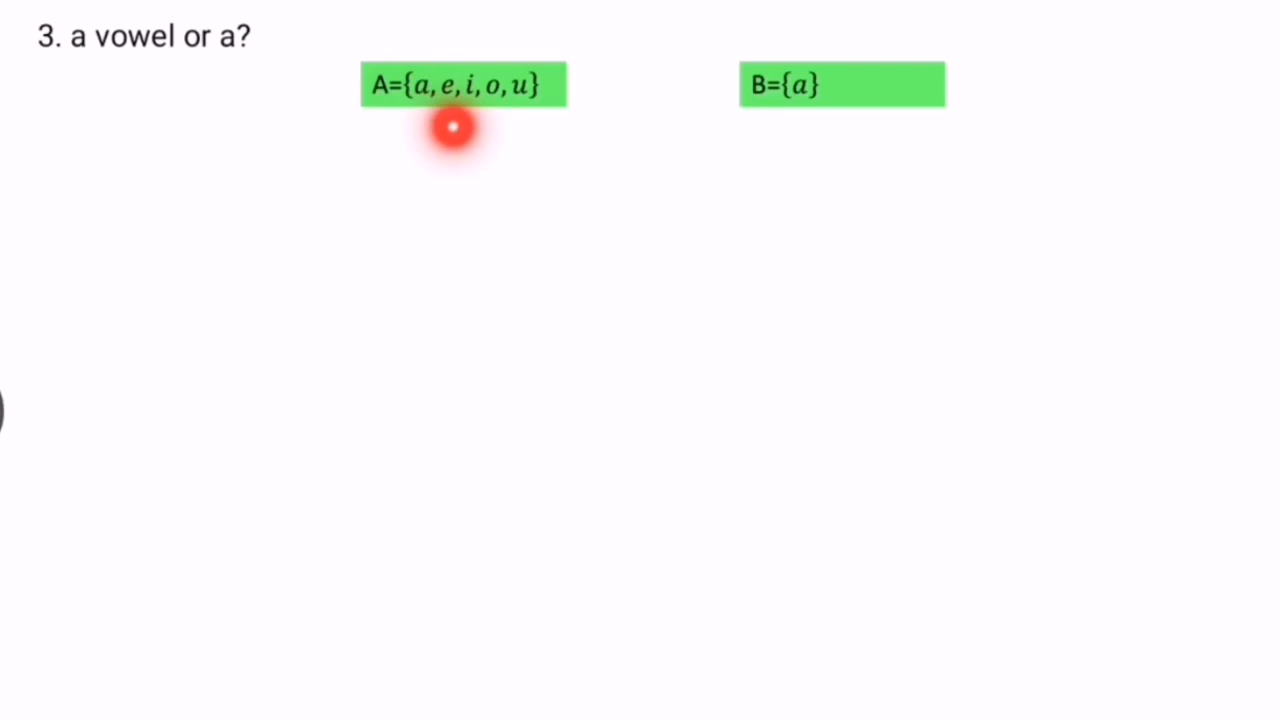 3. a vowel or a?
A={a, e, i, o, u}
B={a}